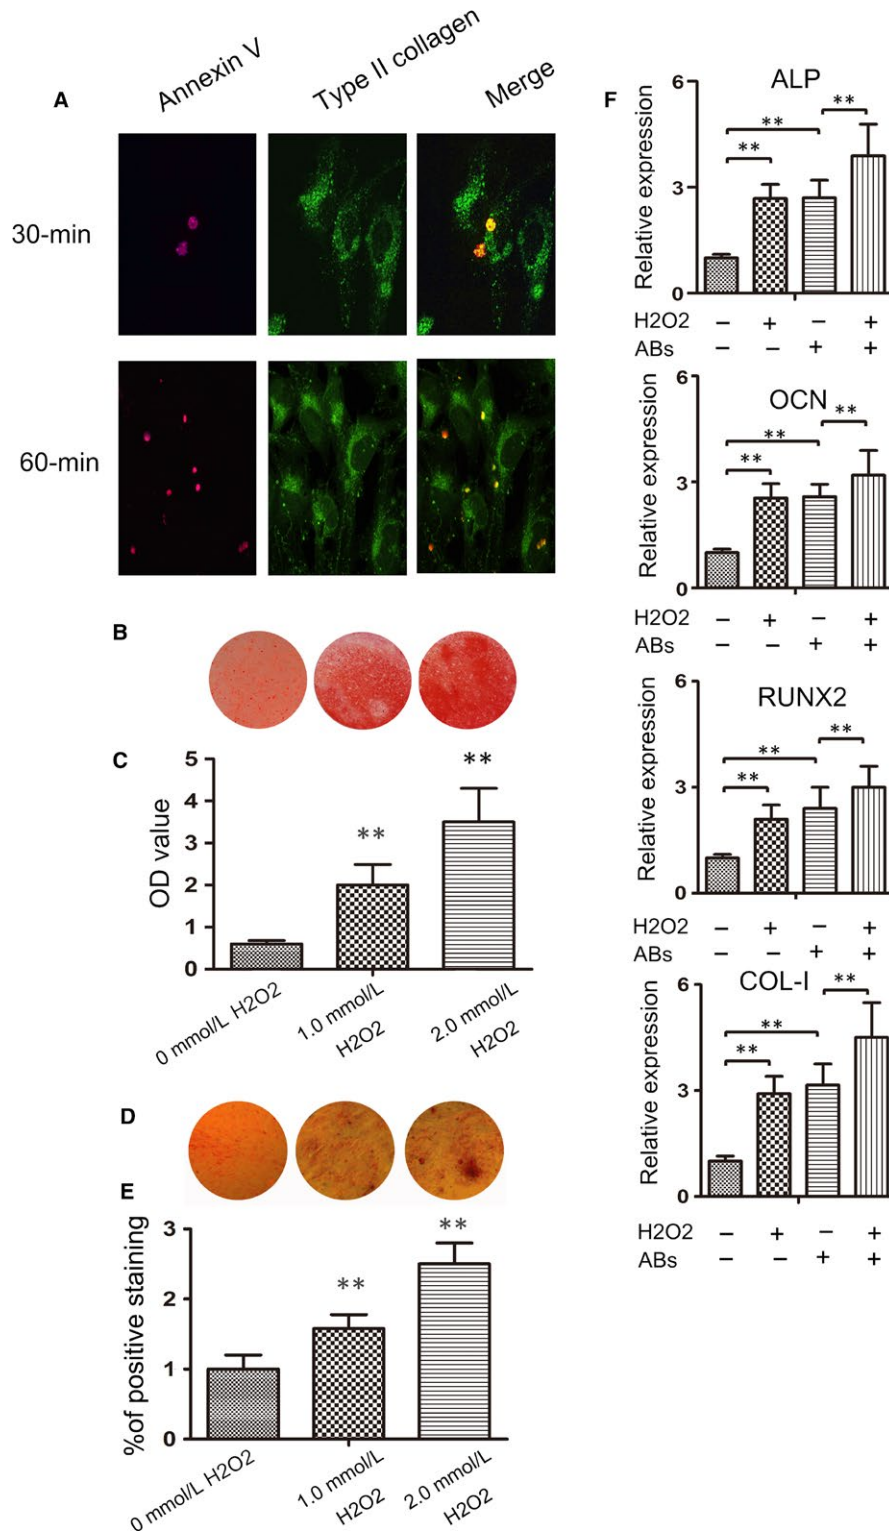 A
Annexin V
Type II collagen
Merge
30-min
60-min
B
C
OD value
5
4
3
2
1
0
**
**
0 mmol/L H2O2
1.0 mmol/L
H2O2
2.0 mmol/L
H2O2
D
E
%of positive staining
3
2
1
0
**
**
0 mmol/L H2O2
1.0 mmol/L
H2O2
2.0 mmol/L
H2O2
F
ALP
Relative expression
6
3
0
**
**
**
H2O2 − + − +
ABs − − + +
OCN
Relative expression
6
3
0
**
**
**
H2O2 − + − +
ABs − − + +
RUNX2
Relative expression
6
3
0
**
**
**
H2O2 − + − +
ABs − − + +
COL-I
Relative expression
6
3
0
**
**
**
H2O2 − + − +
ABs − − + +